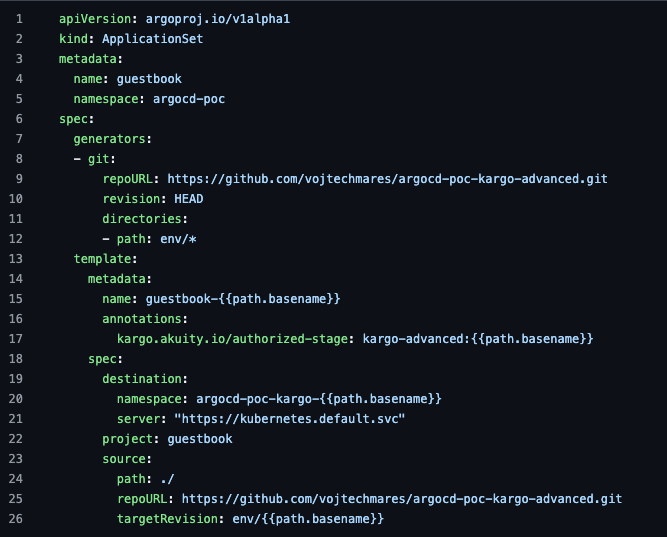 1 apiVersion: argoproj.io/v1alpha1
2 kind: ApplicationSet
3 metadata:
4   name: guestbook
5   namespace: argocd-poc
6 spec:
7   generators:
8   - git:
9       repoURL: https://github.com/vojtechmares/argocd-poc-kargo-advanced.git
10       revision: HEAD
11       directories:
12       - path: env/*
13   template:
14     metadata:
15       name: guestbook-{{path.basename}}
16       annotations:
17         kargo.akuity.io/authorized-stage: kargo-advanced:{{path.basename}}
18     spec:
19       destination:
20         namespace: argocd-poc-kargo-{{path.basename}}
21         server: "https://kubernetes.default.svc"
22       project: guestbook
23       source:
24         path: ./
25         repoURL: https://github.com/vojtechmares/argocd-poc-kargo-advanced.git
26         targetRevision: env/{{path.basename}}